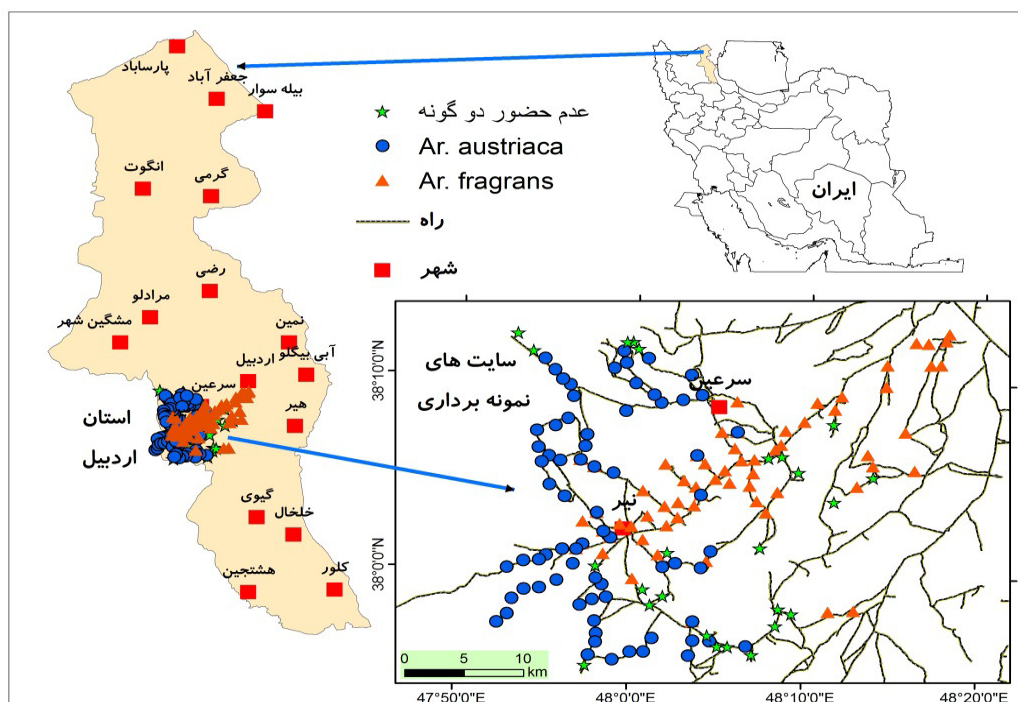 پارساباد
جعفر آباد
بیله سوار
انگوت
گرمی
رضی
مرادلو
مشگین شهر
نمین
آبی بیگلو
اردبیل
سرعین
هیر
استان
اردبیل
گیوی
خلخال
کلور
هشتجین
عدم حضور دو گونه
Ar. austriaca
Ar. fragrans
راه
شهر
ایران
سایت های
نمونه برداری
سرعین
نیر
38°10'0"N
38°0'0"N
0 5 10
km
47°50'0"E 48°0'0"E 48°10'0"E 48°20'0"E